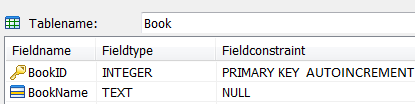 Tablename: Book
Fieldname Fieldtype Fieldconstraint
BookID INTEGER PRIMARY KEY AUTOINCREMENT
BookName TEXT NULL